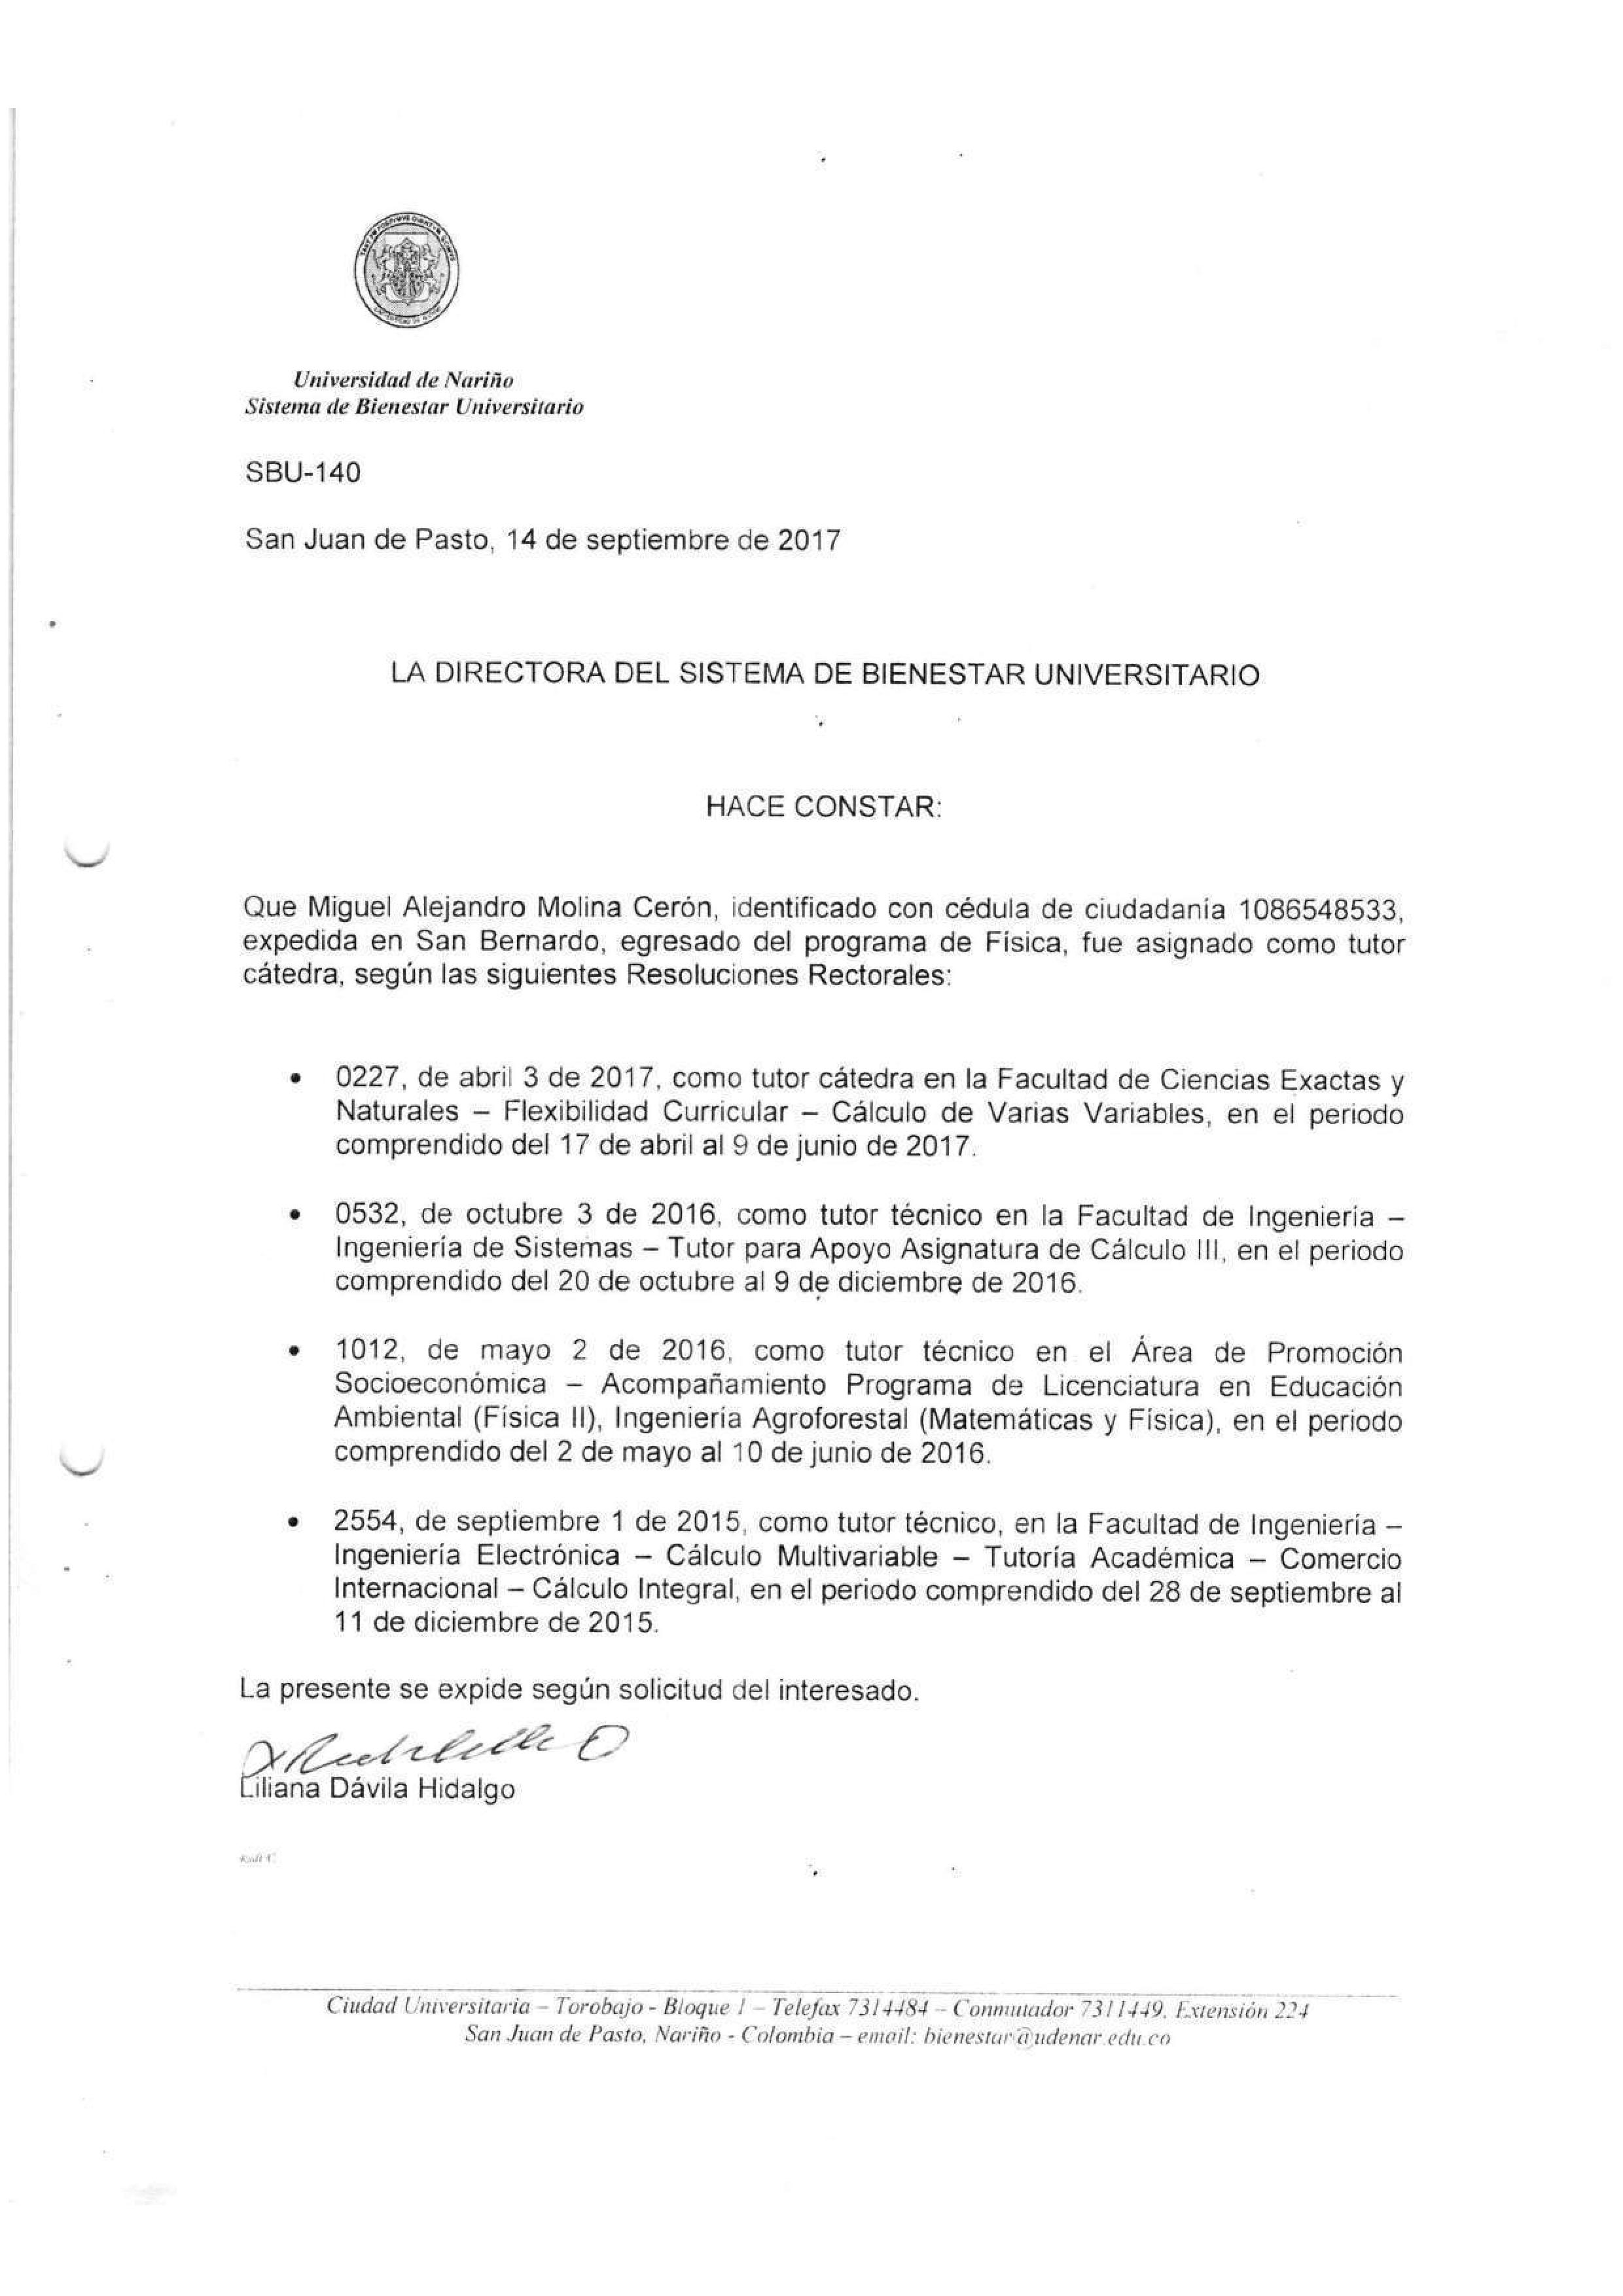 Universidad de Nariño
Sistema de Bienestar Universitario
SBU-140
San Juan de Pasto, 14 de septiembre de 2017
LA DIRECTORA DEL SISTEMA DE BIENESTAR UNIVERSITARIO
HACE CONSTAR:
Que Miguel Alejandro Molina Cerón, identificado con cédula de ciudadanía 1086548533,
expedida en San Bernardo, egresado del programa de Física, fue asignado como tutor
cátedra, según las siguientes Resoluciones Rectorales:
• 0227, de abril 3 de 2017, como tutor cátedra en la Facultad de Ciencias Exactas y
Naturales – Flexibilidad Curricular – Cálculo de Varias Variables, en el periodo
comprendido del 17 de abril al 9 de junio de 2017.
• 0532, de octubre 3 de 2016, como tutor técnico en la Facultad de Ingeniería –
Ingeniería de Sistemas – Tutor para Apoyo Asignatura de Cálculo III, en el periodo
comprendido del 20 de octubre al 9 de diciembre de 2016.
• 1012, de mayo 2 de 2016, como tutor técnico en el Área de Promoción
Socioeconómica – Acompañamiento Programa de Licenciatura en Educación
Ambiental (Física II), Ingeniería Agroforestal (Matemáticas y Física), en el periodo
comprendido del 2 de mayo al 10 de junio de 2016.
• 2554, de septiembre 1 de 2015, como tutor técnico, en la Facultad de Ingeniería –
Ingeniería Electrónica – Cálculo Multivariable – Tutoría Académica – Comercio
Internacional – Cálculo Integral, en el periodo comprendido del 28 de septiembre al
11 de diciembre de 2015.
La presente se expide según solicitud del interesado.
Liliana Dávila Hidalgo
Ciudad Universitaria – Torobajo - Bloque 1 – Telefax 7314484 – Conmutador 7311449, Extensión 224
San Juan de Pasto, Nariño - Colombia – email: bienestar@udenar.edu.co